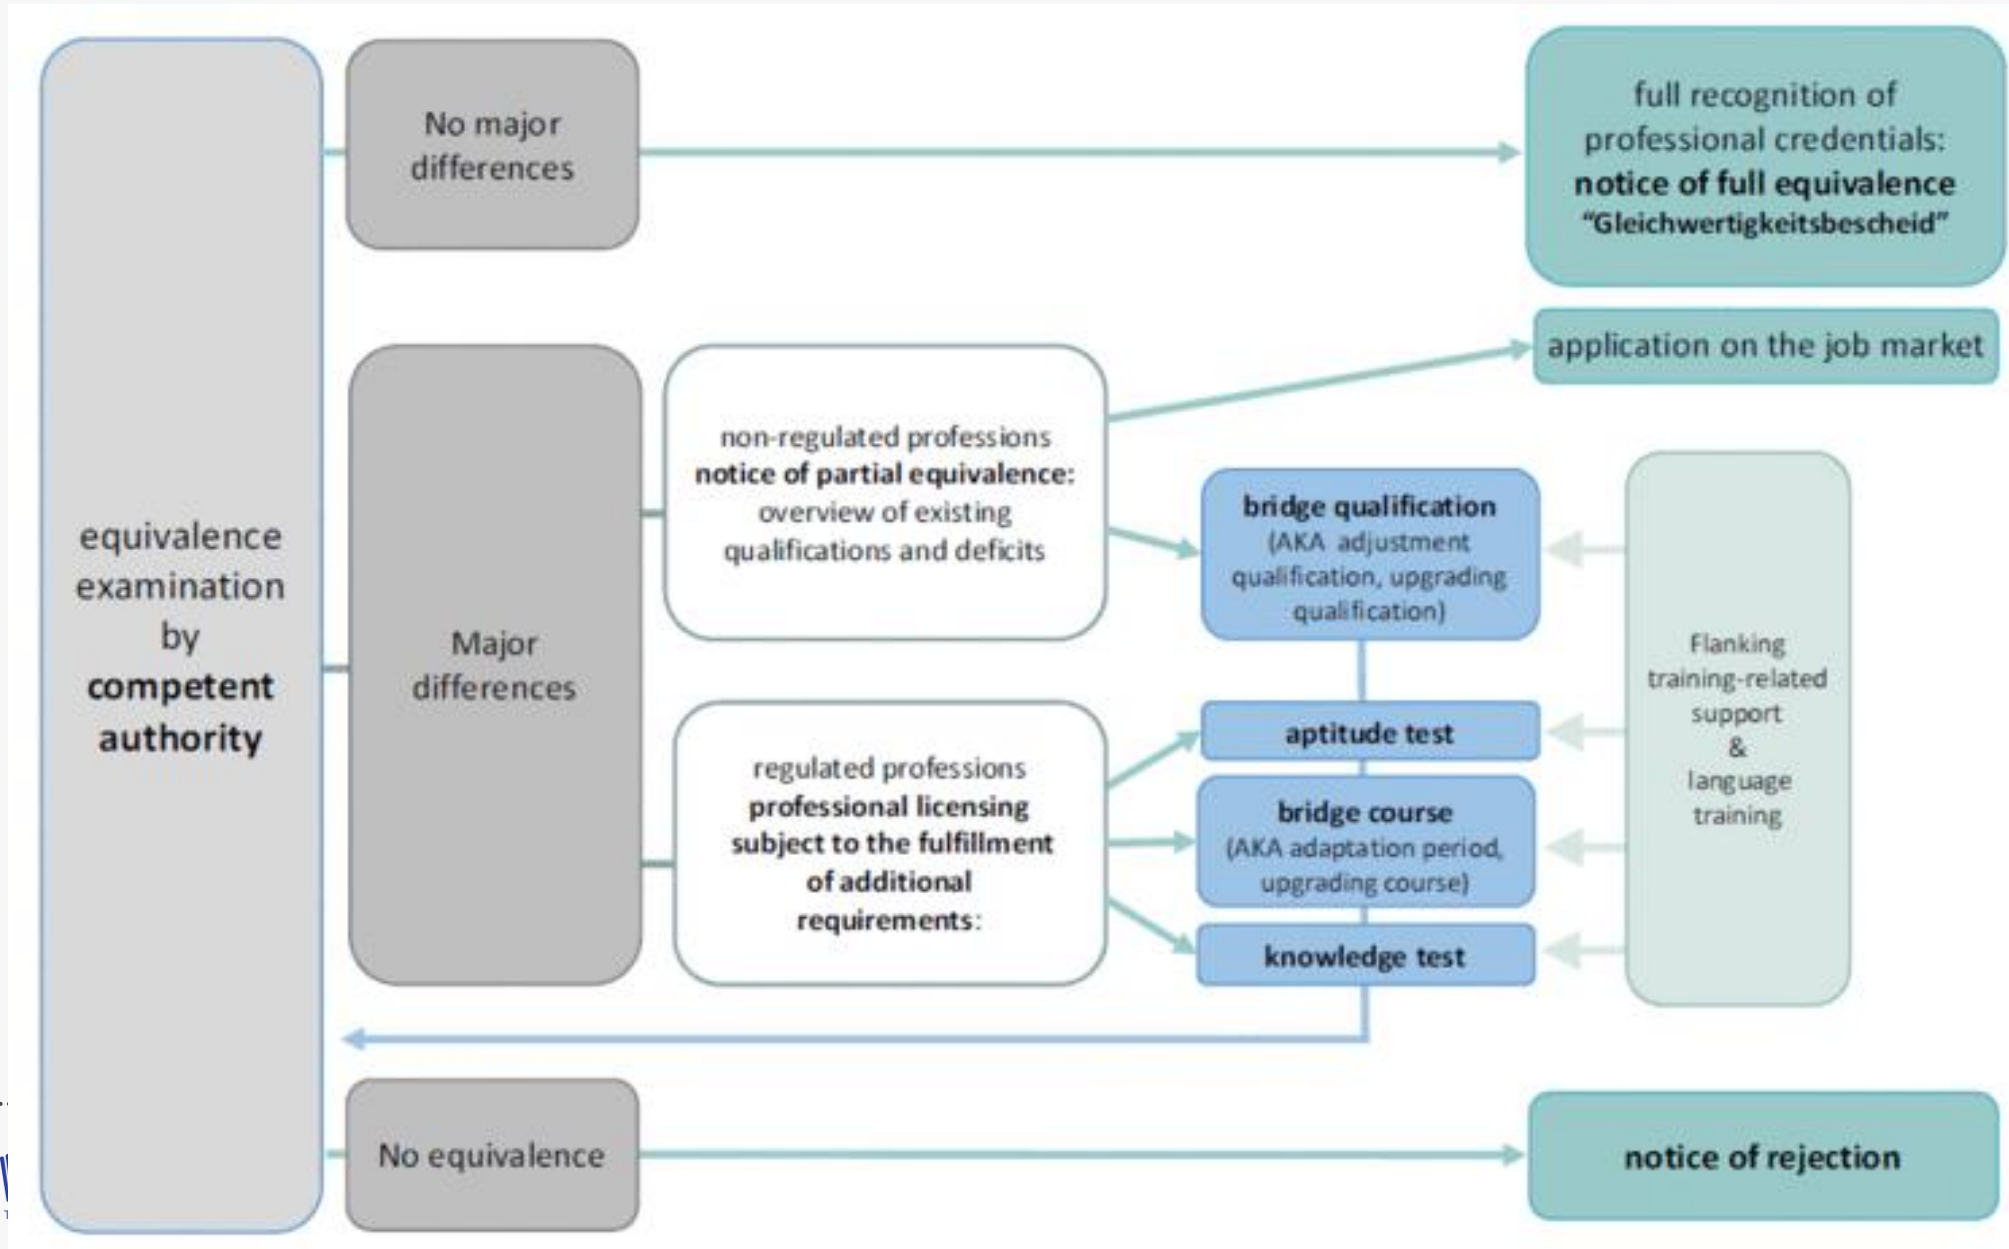 equivalence
examination
by
competent
authority
No major
differences
full recognition of
professional credentials:
notice of full equivalence
“Gleichwertigkeitsbescheid”
Major
differences
non-regulated professions
notice of partial equivalence:
overview of existing
qualifications and deficits
application on the job market
bridge qualification
(AKA adjustment
qualification, upgrading
qualification)
regulated professions
professional licensing
subject to the fulfillment
of additional
requirements:
aptitude test
bridge course
(AKA adaptation period,
upgrading course)
knowledge test
Flanking
training-related
support
&
language
training
No equivalence
notice of rejection